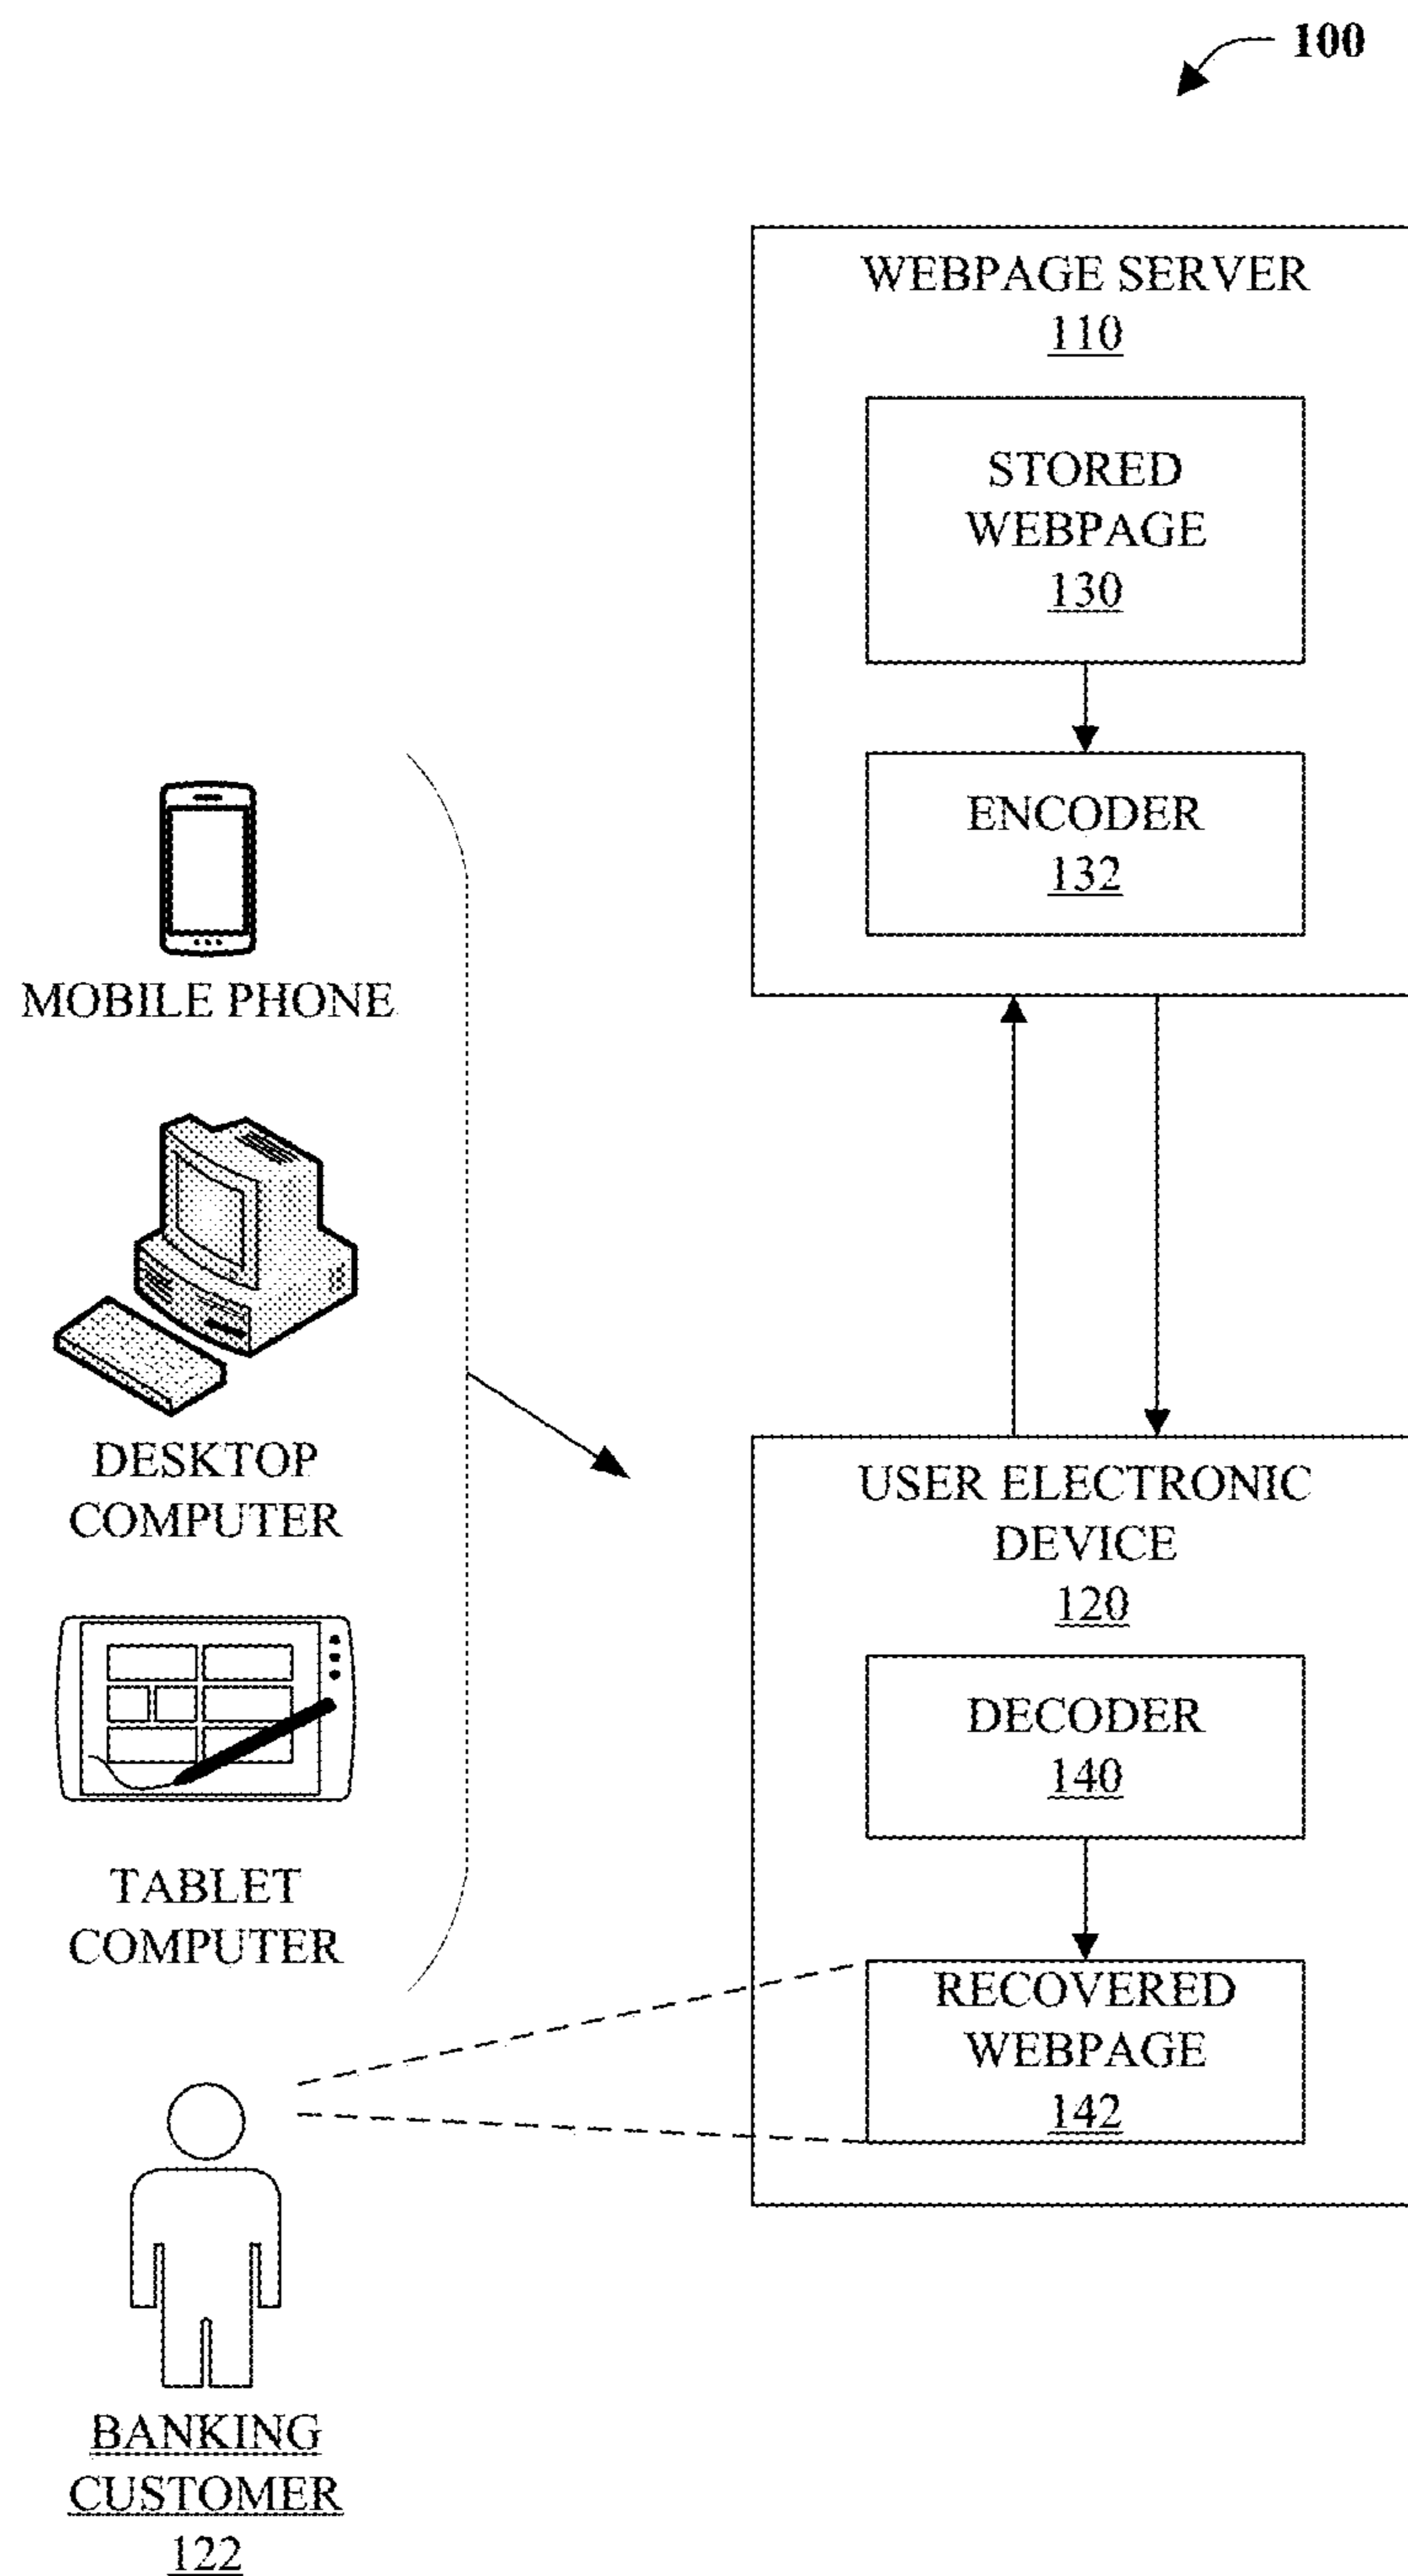 100
WEBPAGE SERVER
110
STORED
WEBPAGE
130
ENCODER
132
MOBILE PHONE
DESKTOP
COMPUTER
TABLET
COMPUTER
USER ELECTRONIC
DEVICE
120
DECODER
140
RECOVERED
WEBPAGE
142
BANKING
CUSTOMER
122